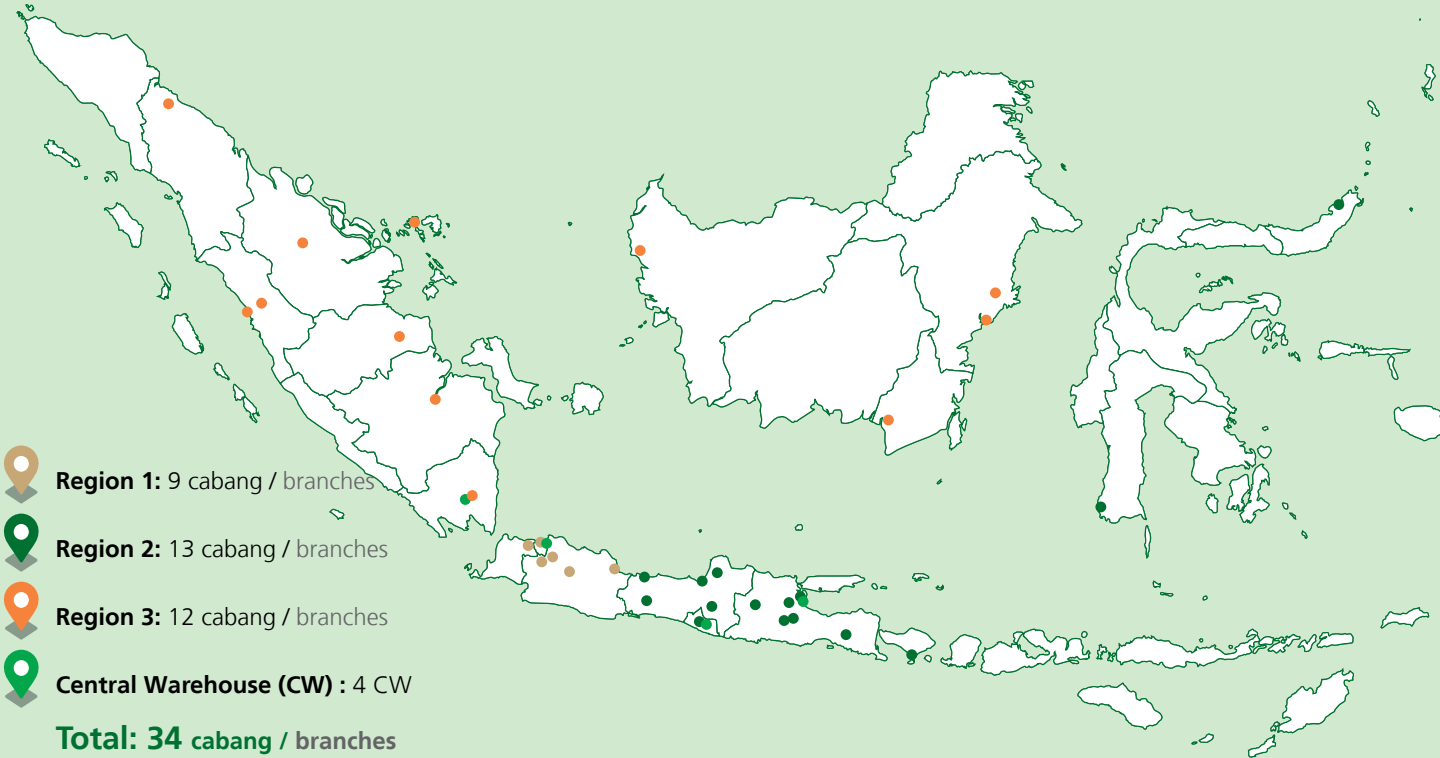 Region 1: 9 cabang / branches
Region 2: 13 cabang / branches
Region 3: 12 cabang / branches
Central Warehouse (CW) : 4 CW
Total: 34 cabang / branches